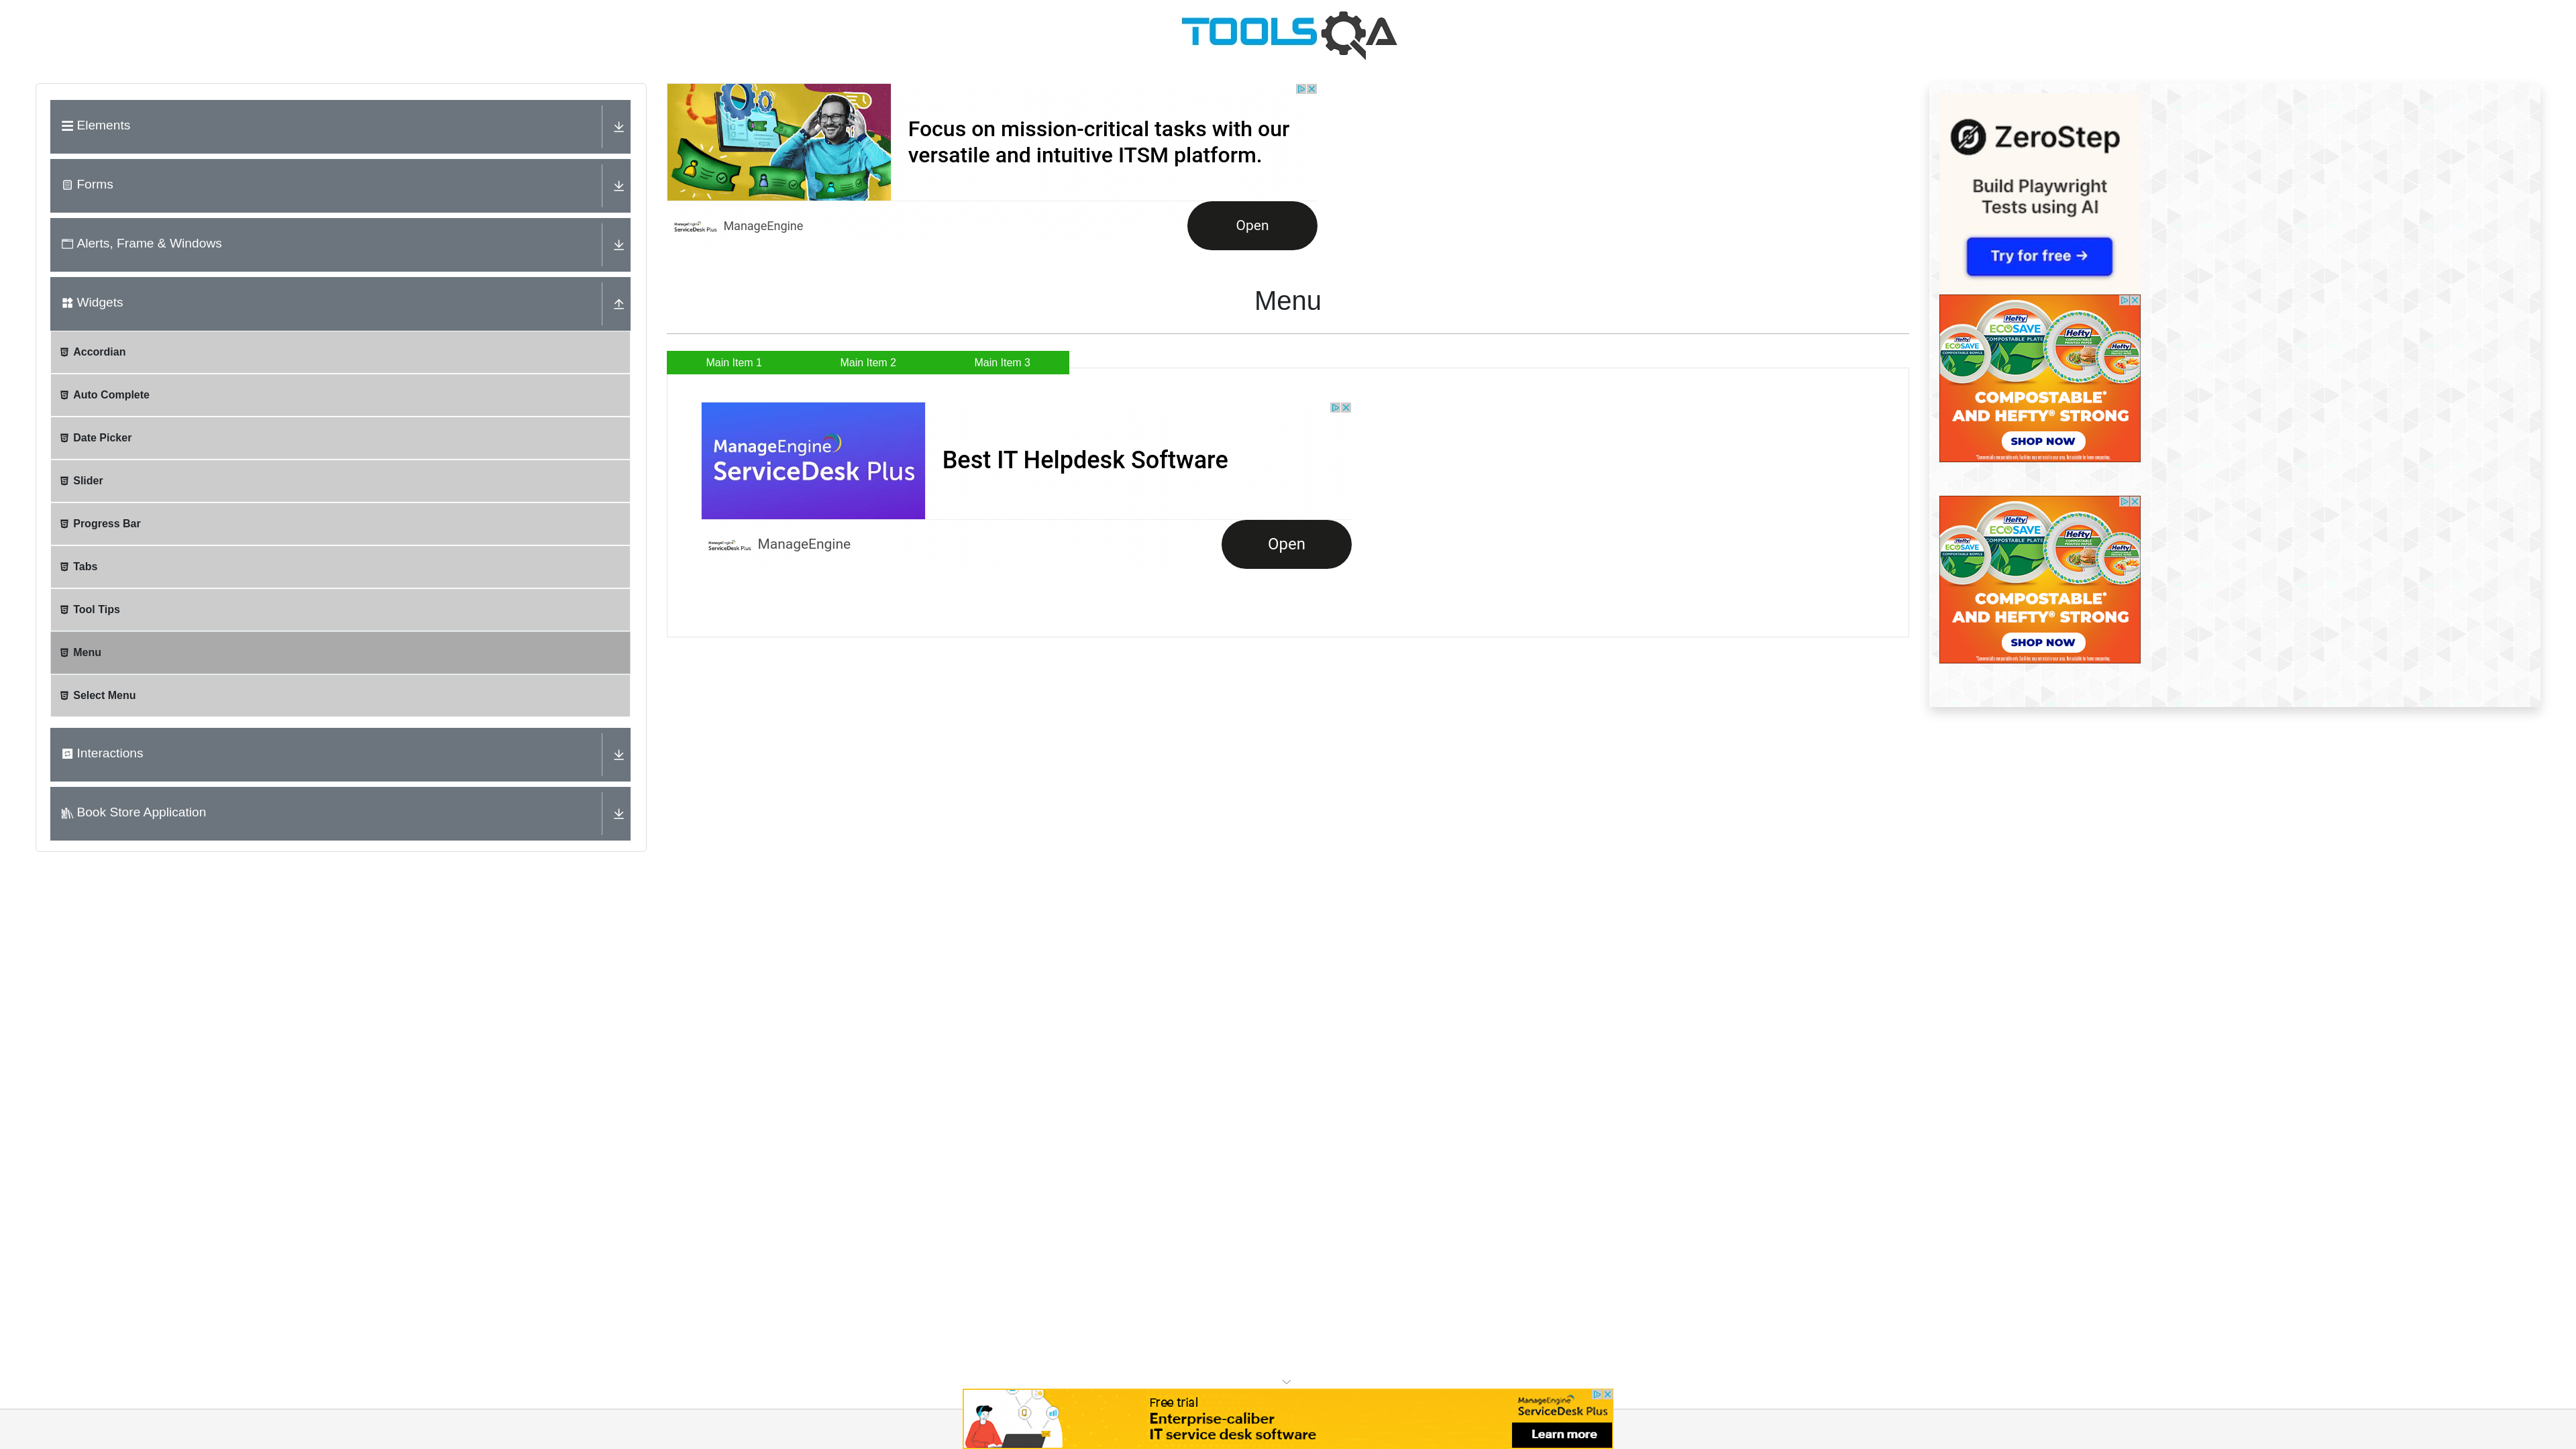 TOOLSQA
Elements
Forms
Alerts, Frame & Windows
Widgets
Accordian
Auto Complete
Date Picker
Slider
Progress Bar
Tabs
Tool Tips
Menu
Select Menu
Interactions
Book Store Application
Focus on mission-critical tasks with our
versatile and intuitive ITSM platform.
ManageEngine
ServiceDesk Plus
ManageEngine
Open
Menu
Main Item 1
Main Item 2
Main Item 3
ManageEngine
ServiceDesk Plus
Best IT Helpdesk Software
ManageEngine
ServiceDesk Plus
ManageEngine
Open
ZeroStep
Build Playwright
Tests using AI
Try for free →
Hefty
ECOSAVE
COMPOSTABLE PLATES
Hefty
Hefty
COMPOSTABLE*
AND HEFTY® STRONG
SHOP NOW
Hefty
ECOSAVE
COMPOSTABLE PLATES
Hefty
Hefty
COMPOSTABLE*
AND HEFTY® STRONG
SHOP NOW
Free trial
Enterprise-caliber
IT service desk software
ManageEngine
ServiceDesk Plus
Learn more